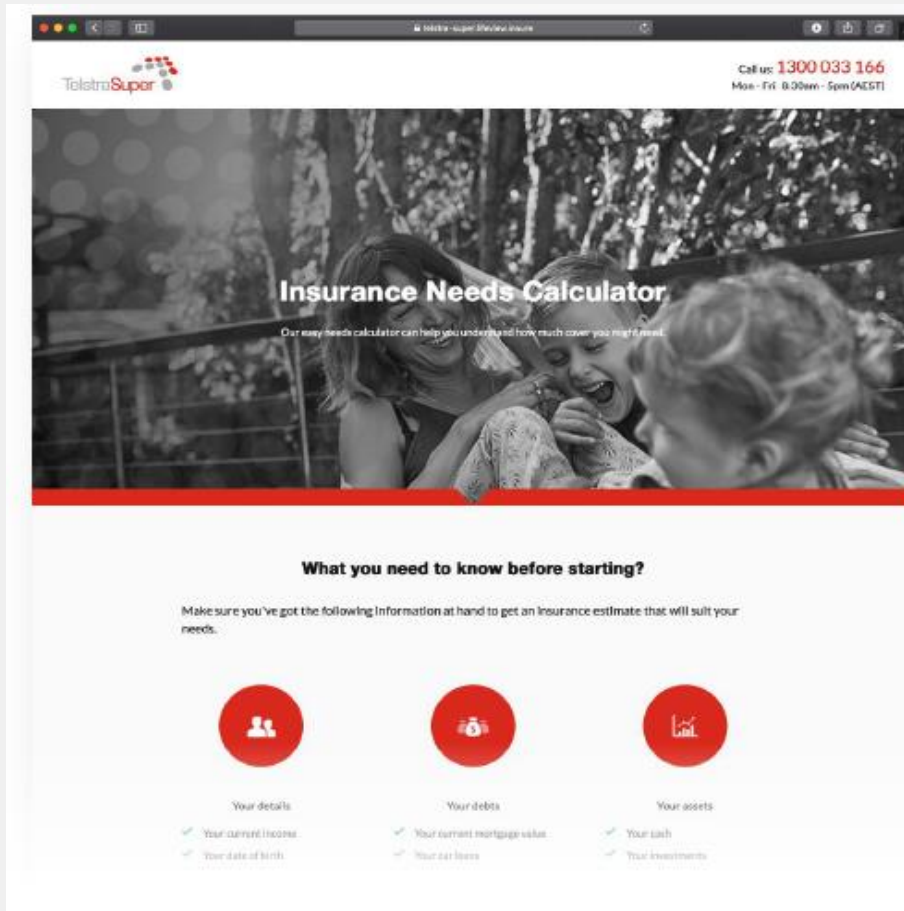 telstra-super.lifeview.insure
TelstraSuper
Call us: 1300 033 166
Mon - Fri 8:30am - 5pm (AEST)
Insurance Needs Calculator
Our easy needs calculator can help you understand how much cover you might need.
What you need to know before starting?
Make sure you've got the following information at hand to get an insurance estimate that will suit your
needs.
Your details
Your debts
Your assets
Your current income
Your current mortgage value
Your cash
Your date of birth
Your car loans
Your investments